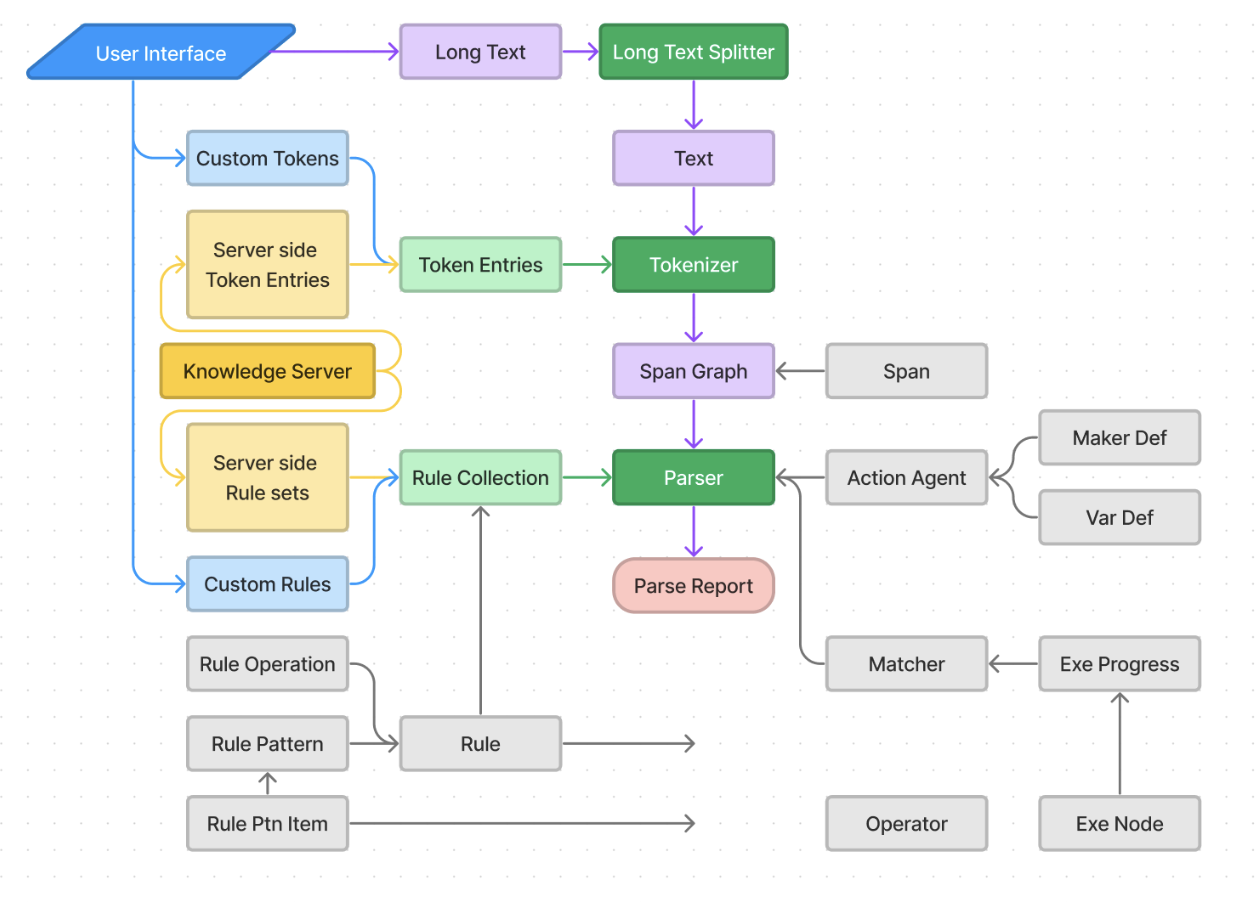 User Interface
Long Text
Long Text Splitter
Custom Tokens
Text
Server side
Token Entries
Token Entries
Tokenizer
Knowledge Server
Span Graph
Span
Server side
Rule sets
Rule Collection
Parser
Action Agent
Maker Def
Var Def
Custom Rules
Parse Report
Rule Operation
Matcher
Exe Progress
Rule Pattern
Rule
Rule Ptn Item
Operator
Exe Node